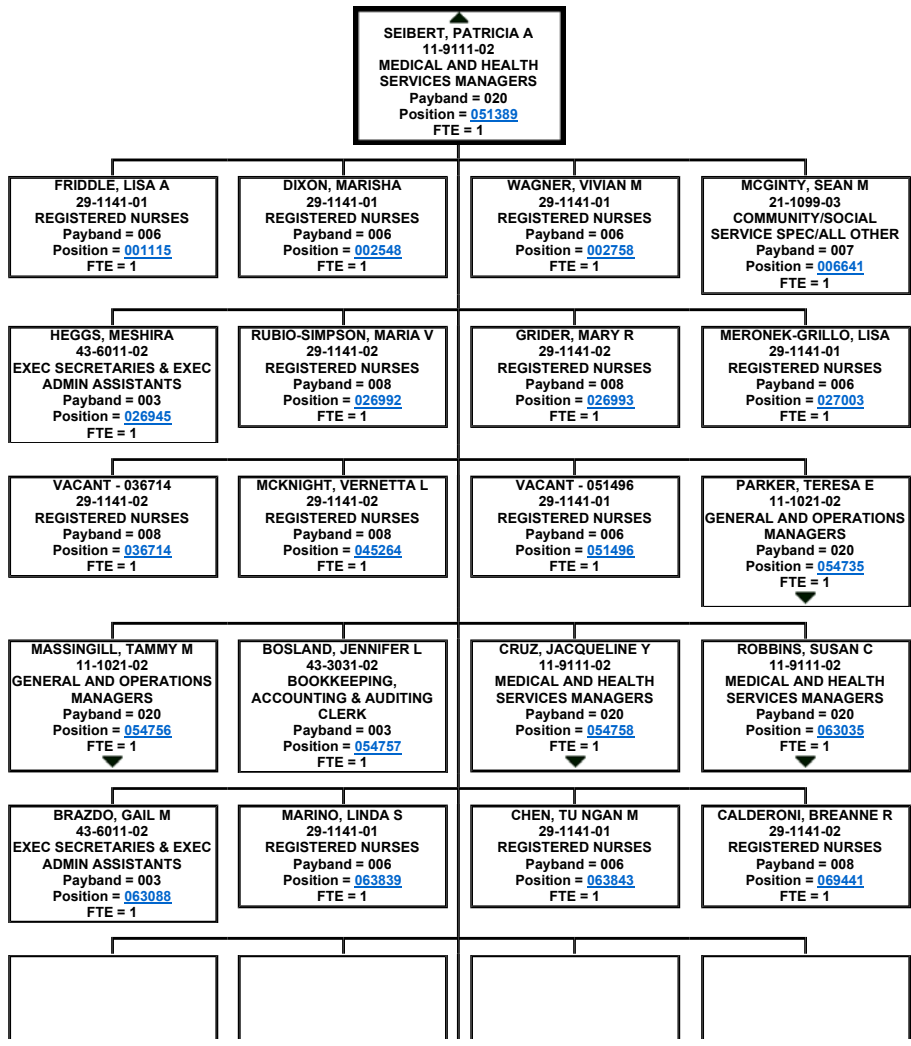 SEIBERT, PATRICIA A
11-9111-02
MEDICAL AND HEALTH
SERVICES MANAGERS
Payband = 020
Position = 051389
FTE = 1
FRIDDLE, LISA A
29-1141-01
REGISTERED NURSES
Payband = 006
Position = 001115
FTE = 1
DIXON, MARISHA
29-1141-01
REGISTERED NURSES
Payband = 006
Position = 002548
FTE = 1
WAGNER, VIVIAN M
29-1141-01
REGISTERED NURSES
Payband = 006
Position = 002758
FTE = 1
MCGINTY, SEAN M
21-1099-03
COMMUNITY/SOCIAL
SERVICE SPEC/ALL OTHER
Payband = 007
Position = 006641
FTE = 1
HEGGS, MESHIRA
43-6011-02
EXEC SECRETARIES & EXEC
ADMIN ASSISTANTS
Payband = 003
Position = 026945
FTE = 1
RUBIO-SIMPSON, MARIA V
29-1141-02
REGISTERED NURSES
Payband = 008
Position = 026992
FTE = 1
GRIDER, MARY R
29-1141-02
REGISTERED NURSES
Payband = 008
Position = 026993
FTE = 1
MERONEK-GRILLO, LISA
29-1141-01
REGISTERED NURSES
Payband = 006
Position = 027003
FTE = 1
VACANT - 036714
29-1141-02
REGISTERED NURSES
Payband = 008
Position = 036714
FTE = 1
MCKNIGHT, VERNETTA L
29-1141-02
REGISTERED NURSES
Payband = 008
Position = 045264
FTE = 1
VACANT - 051496
29-1141-01
REGISTERED NURSES
Payband = 006
Position = 051496
FTE = 1
PARKER, TERESA E
11-1021-02
GENERAL AND OPERATIONS
MANAGERS
Payband = 020
Position = 054735
FTE = 1
MASSINGILL, TAMMY M
11-1021-02
GENERAL AND OPERATIONS
MANAGERS
Payband = 020
Position = 054756
FTE = 1
BOSLAND, JENNIFER L
43-3031-02
BOOKKEEPING,
ACCOUNTING & AUDITING
CLERK
Payband = 003
Position = 054757
FTE = 1
CRUZ, JACQUELINE Y
11-9111-02
MEDICAL AND HEALTH
SERVICES MANAGERS
Payband = 020
Position = 054758
FTE = 1
ROBBINS, SUSAN C
11-9111-02
MEDICAL AND HEALTH
SERVICES MANAGERS
Payband = 020
Position = 063035
FTE = 1
BRAZDO, GAIL M
43-6011-02
EXEC SECRETARIES & EXEC
ADMIN ASSISTANTS
Payband = 003
Position = 063088
FTE = 1
MARINO, LINDA S
29-1141-01
REGISTERED NURSES
Payband = 006
Position = 063839
FTE = 1
CHEN, TU NGAN M
29-1141-01
REGISTERED NURSES
Payband = 006
Position = 063843
FTE = 1
CALDERONI, BREANNE R
29-1141-02
REGISTERED NURSES
Payband = 008
Position = 069441
FTE = 1